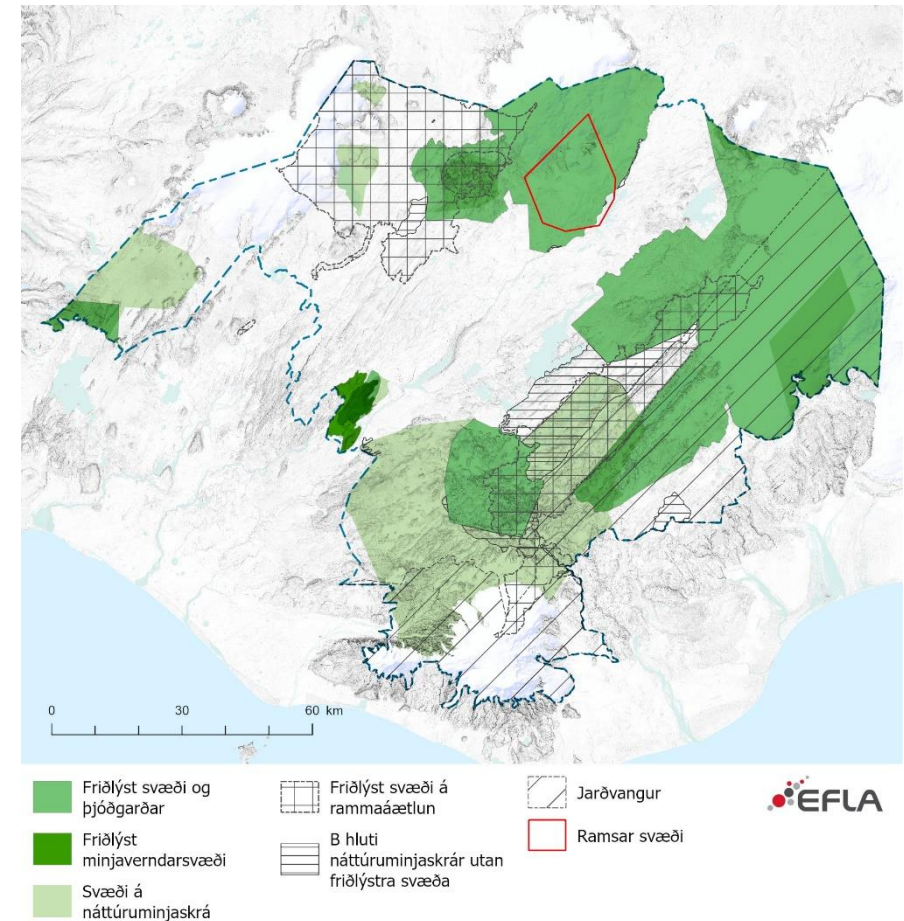 0 30 60 km
Friðlýst svæði og
þjóðgarðar
Friðlýst
minjaverndarsvæði
Svæði á
náttúruminjaskrá
Friðlýst svæði á
rammaáætlun
B hluti
náttúruminjaskrár utan
friðlýstra svæða
Jarðvangur
Ramsar svæði
EFLA